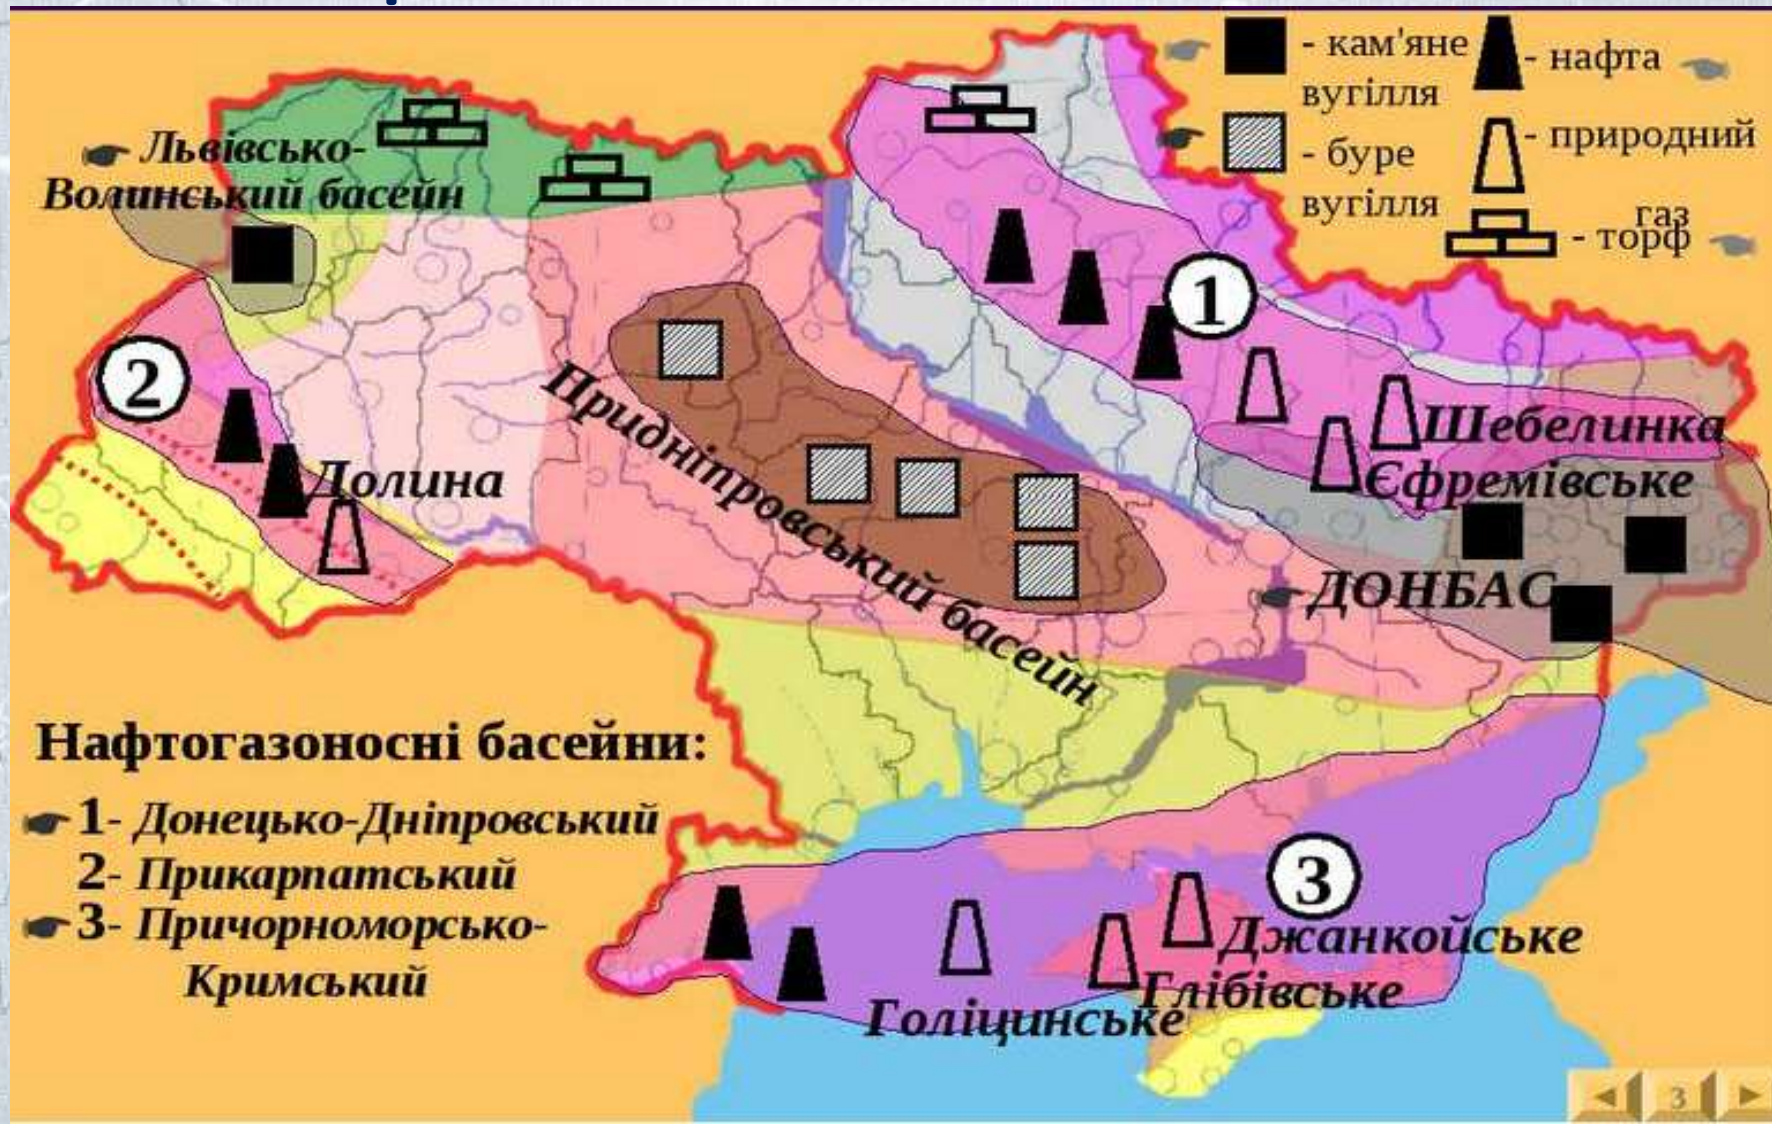 - кам'яне
вугілля
- нафта
- буре
вугілля
- природний
газ
- торф
Львівсько-
Волинський басейн
1
2
Шебелинка
Єфремівське
Долина
Придніпровський басейн
ДОНБАС
Нафтогазоносні басейни:
1- Донецько-Дніпровський
2- Прикарпатський
3- Причорноморсько-
Кримський
3
Джанкойське
Глібівське
Голіцинське
3